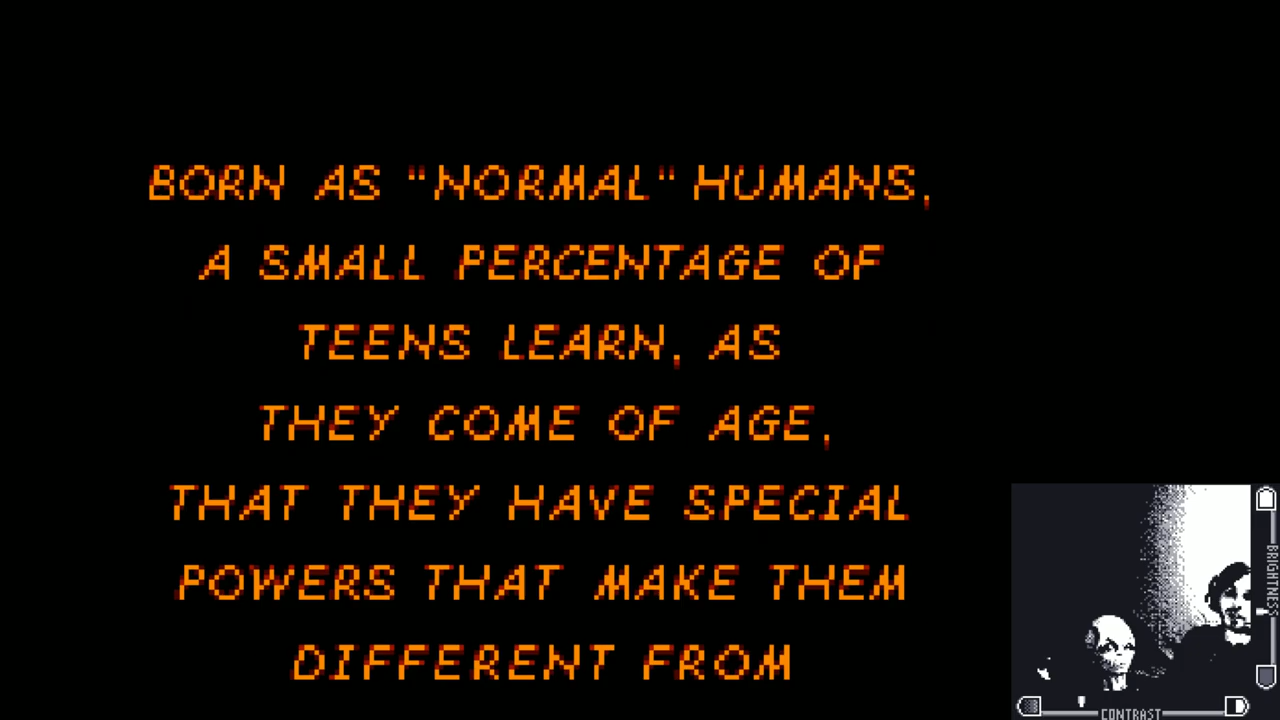 BORN AS "NORMAL" HUMANS,
A SMALL PERCENTAGE OF
TEENS LEARN, AS
THEY COME OF AGE,
THAT THEY HAVE SPECIAL
POWERS THAT MAKE THEM
DIFFERENT FROM
BRIGHTNESS
CONTRAST